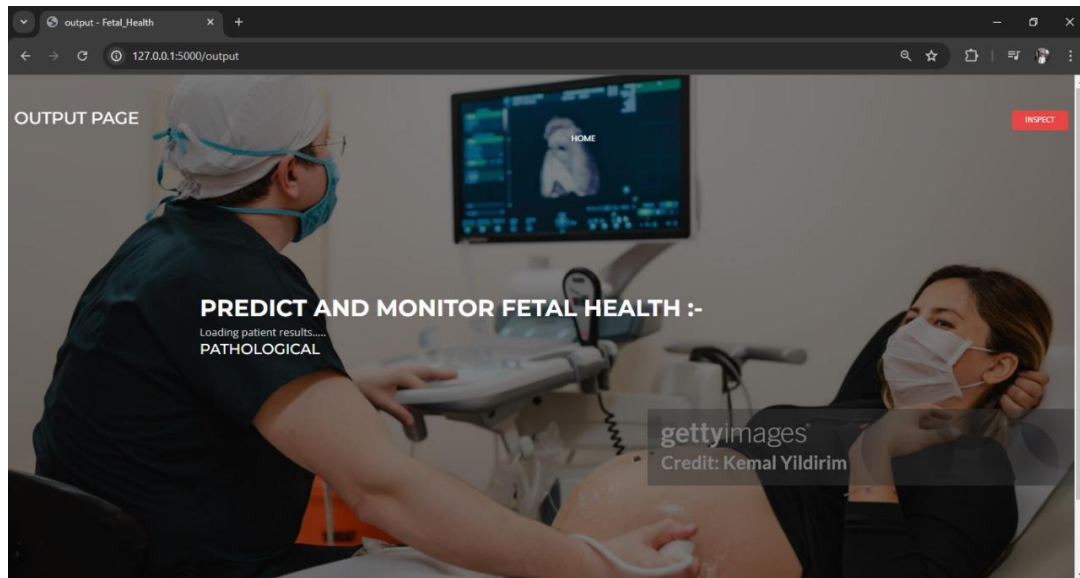 output - Fetal_Health
127.0.0.1:5000/output
OUTPUT PAGE
HOME
INSPECT
PREDICT AND MONITOR FETAL HEALTH :-
Loading patient results.....
PATHOLOGICAL
gettyimages
Credit: Kemal Yildirim